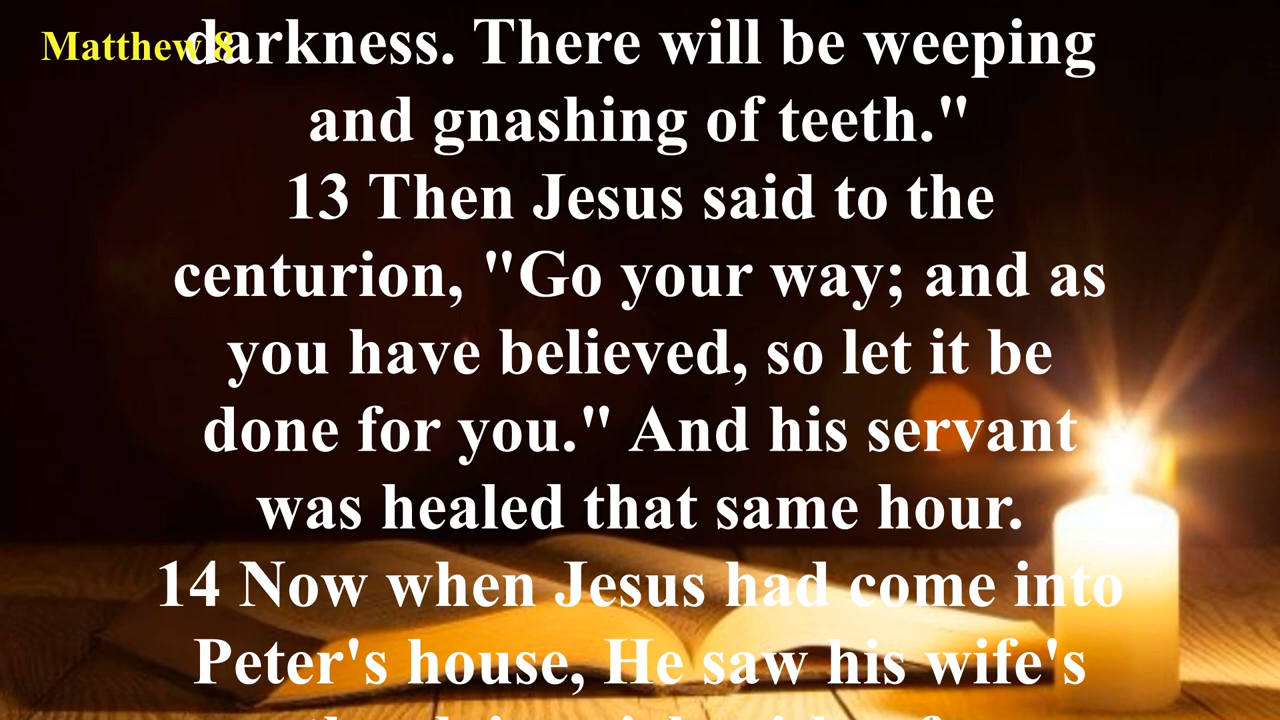 Matthew 8
darkness. There will be weeping
and gnashing of teeth."
13 Then Jesus said to the
centurion, "Go your way; and as
you have believed, so let it be
done for you." And his servant
was healed that same hour.
14 Now when Jesus had come into
Peter's house, He saw his wife's